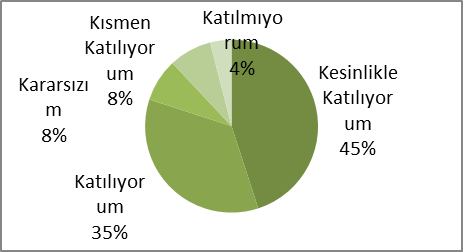 Kesinlikle
Katılıyor
um
45%
Katılıyor
um
35%
Kararsızı
m
8%
Kısmen
Katılıyor
um
8%
Katılmıyo
rum
4%